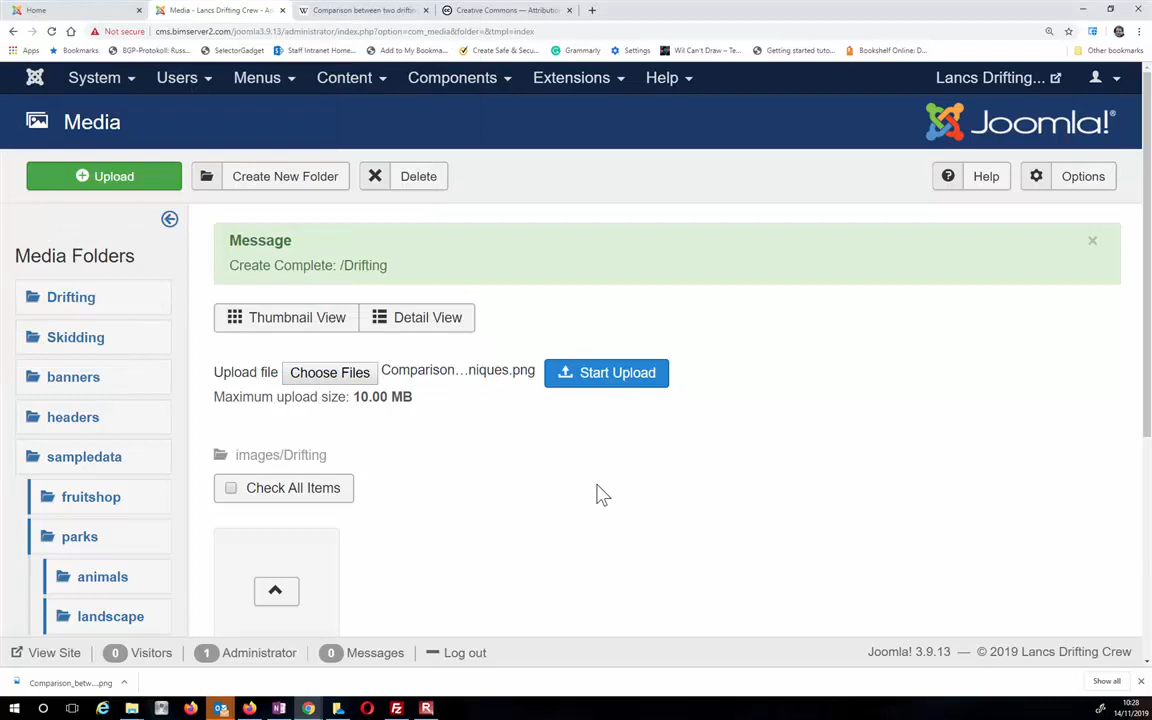 Home
Media - Lancs Drifting Crew - A
Comparison between two driftin
Creative Commons — Attribution
Not secure
cms.bimserver2.com/joomla3.9.13/administrator/index.php?option=com_media&folder=&tmpl=index
Apps
Bookmarks
BGP-Protokoll: Russ
SelectorGadget
Staff Intranet Home...
Add to My Bookma...
Create Safe & Secu...
Grammarly
Settings
Wil Can't Draw – Te...
Getting started tuto...
Bookshelf Online: D...
Other bookmarks
System Users Menus Content Components Extensions Help Lancs Drifting...
Media
Joomla!®
Upload Create New Folder Delete Help Options
Media Folders
Drifting
Skidding
banners
headers
sampledata
fruitshop
parks
animals
landscape
Message
Create Complete: /Drifting
Thumbnail View Detail View
Upload file Choose Files Comparison…niques.png Start Upload
Maximum upload size: 10.00 MB
images/Drifting
Check All Items
View Site 0 Visitors 1 Administrator 0 Messages Log out
Joomla! 3.9.13 — © 2019 Lancs Drifting Crew
Comparison_betw....png
Show all
10:28
14/11/2019